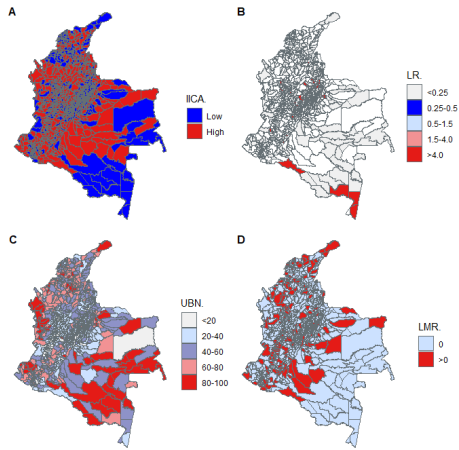 A
IICA.
Low
High
B
LR.
<0.25
0.25-0.5
0.5-1.5
1.5-4.0
>4.0
C
UBN.
<20
20-40
40-60
60-80
80-100
D
LMR.
0
>0